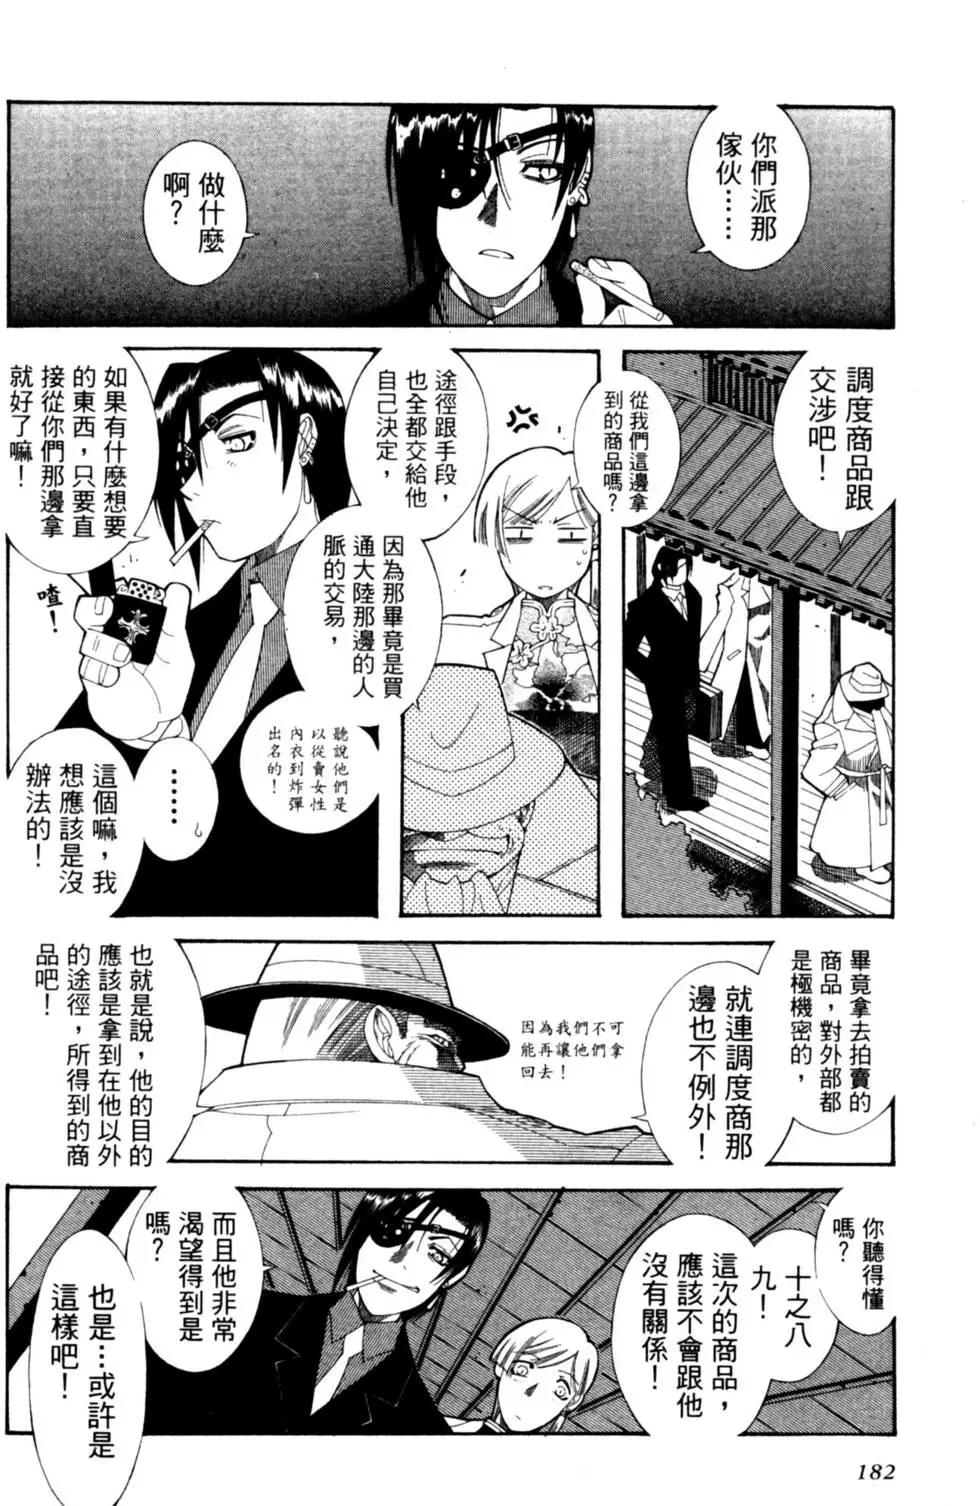 你們派那
傢伙……
做什麼
啊？
調度商品跟
交涉吧！
從我們這邊拿
到的商品嗎？
途徑跟手段，
也全都交給他
自己決定，
因為那畢竟是買
通大陸那邊的人
脈的交易，
聽說他們是
以從賣女性
內衣到炸彈
出名的！
如果有什麼想要
的東西，只要直
接從你們那邊拿
就好了嘛！
喳！
……
這個嘛，我
想應該是沒
辦法的！
畢竟拿去拍賣的
商品，對外部都
是極機密的，
就連調度商那
邊也不例外！
因為我們不可
能再讓他們拿
回去！
也就是說，他的目的
應該是拿到在他以外
的途徑，所得到的商
品吧！
你聽得懂
嗎？
十之八
九！
這次的商品，
應該不會跟他
沒有關係！
而且他非常
渴望得到是
嗎？
也是…或許是
這樣吧！
182